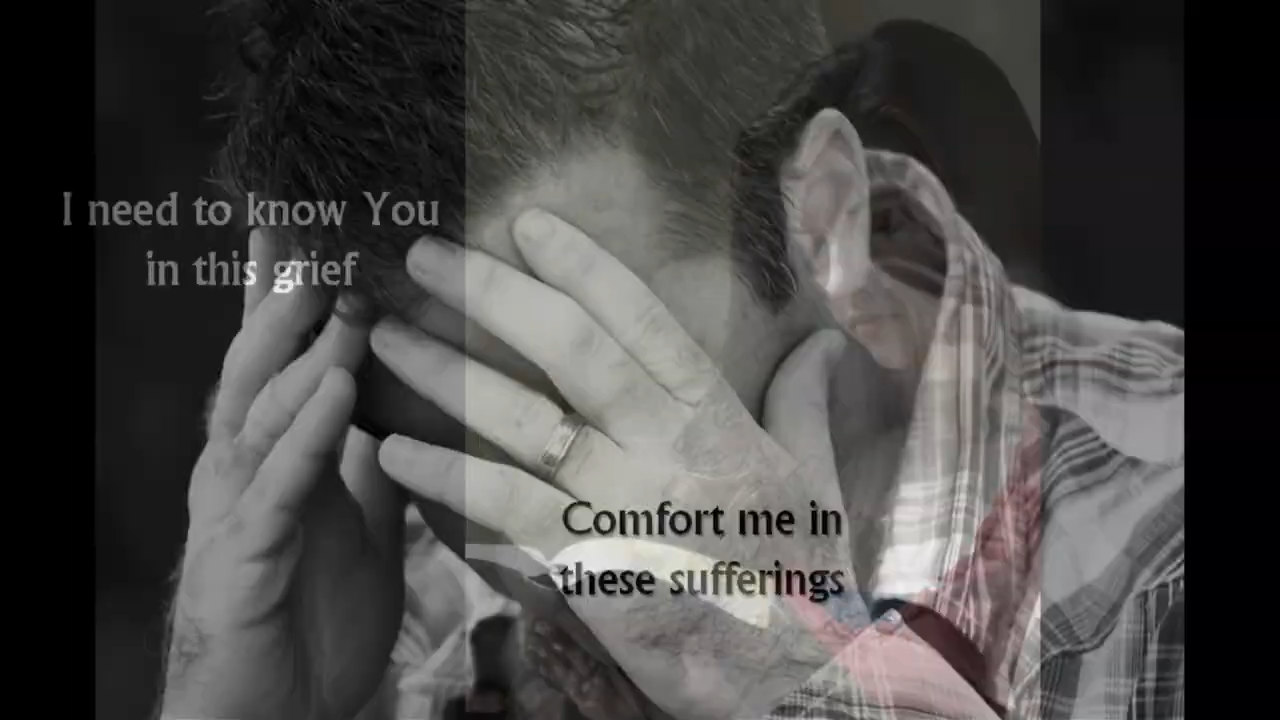 I need to know You
in this grief
Comfort me in
these sufferings